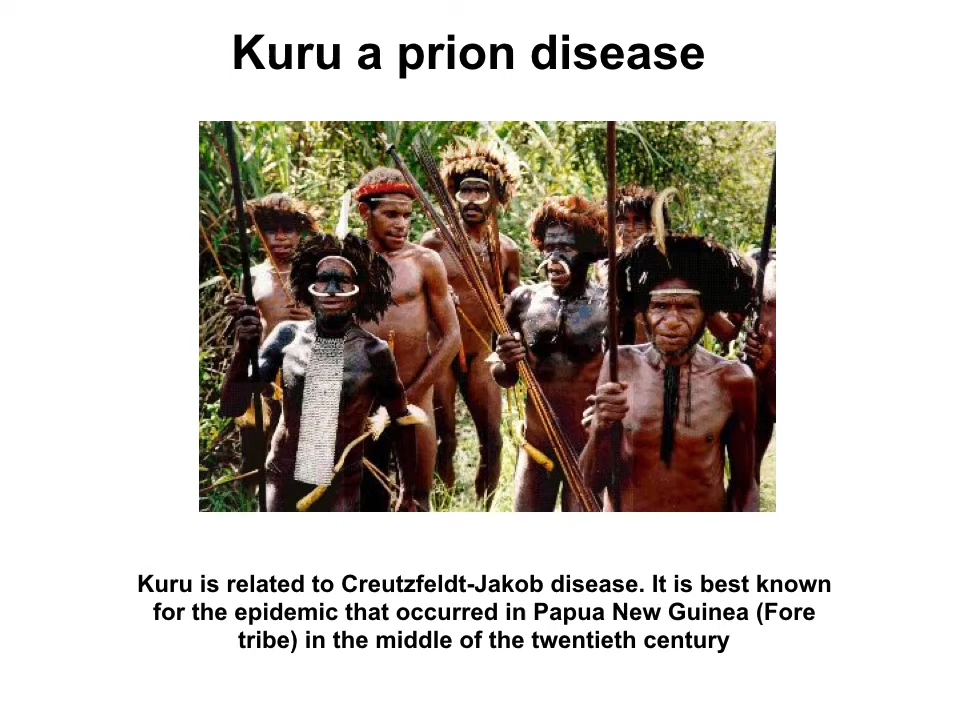 Kuru a prion disease
Kuru is related to Creutzfeldt-Jakob disease. It is best known
for the epidemic that occurred in Papua New Guinea (Fore
tribe) in the middle of the twentieth century